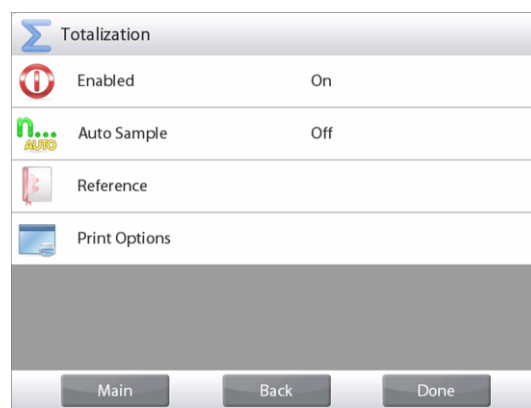 Totalization
Enabled On
n... AUTO Auto Sample Off
Reference
Print Options
Main Back Done